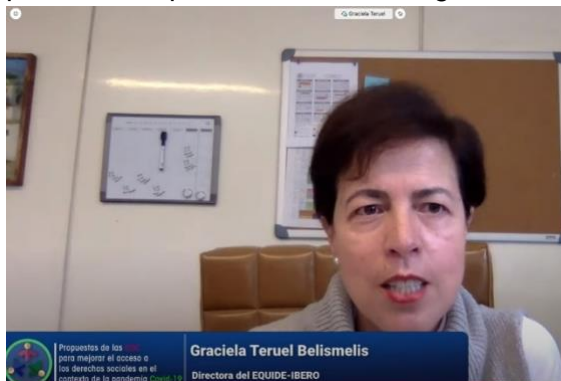 Graciela Teruel
Propuestas de las
para mejorar el acceso a
los derechos sociales en el
contexto de la pandemia Covid-19
Graciela Teruel Belismelis
Directora del EQUIDE-IBERO